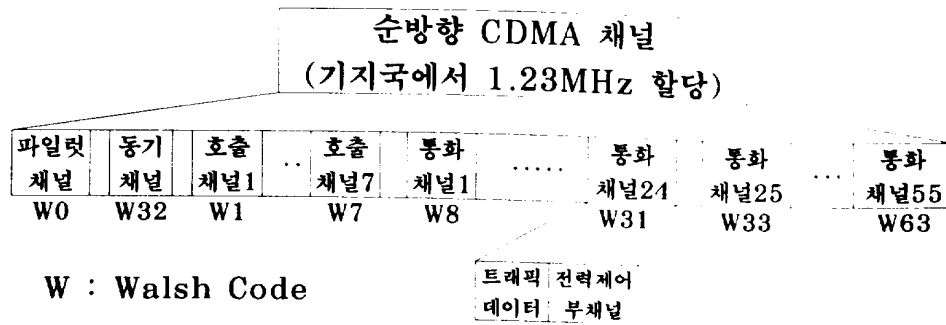 순방향 CDMA 채널
(기지국에서 1.23MHz 할당)
파일럿 동기 호출 ·· 호출 통화 ····· 통화 통화 ··· 통화
채널 채널 채널1 채널7 채널1 채널24 채널25 채널55
W0 W32 W1 W7 W8 W31 W33 W63
트래픽 전력제어
데이터 부채널
W : Walsh Code